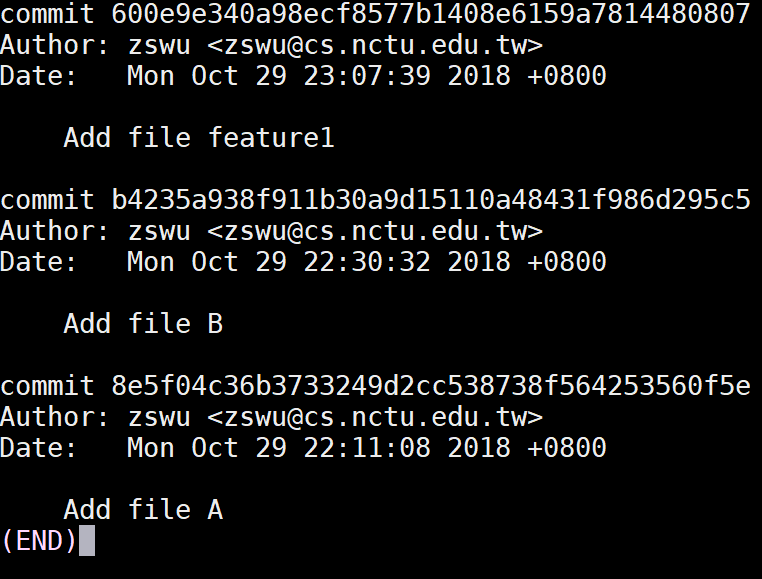 commit 600e9e340a98ecf8577b1408e6159a7814480807
Author: zswu <zswu@cs.nctu.edu.tw>
Date:   Mon Oct 29 23:07:39 2018 +0800
    Add file feature1
commit b4235a938f911b30a9d15110a48431f986d295c5
Author: zswu <zswu@cs.nctu.edu.tw>
Date:   Mon Oct 29 22:30:32 2018 +0800
    Add file B
commit 8e5f04c36b3733249d2cc538738f564253560f5e
Author: zswu <zswu@cs.nctu.edu.tw>
Date:   Mon Oct 29 22:11:08 2018 +0800
    Add file A
(END)